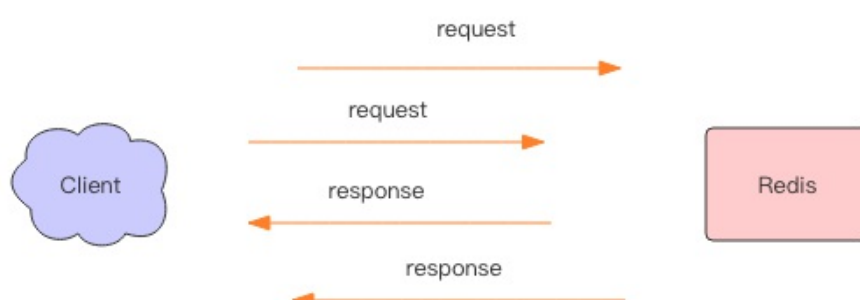 request
request
Client
Redis
response
response